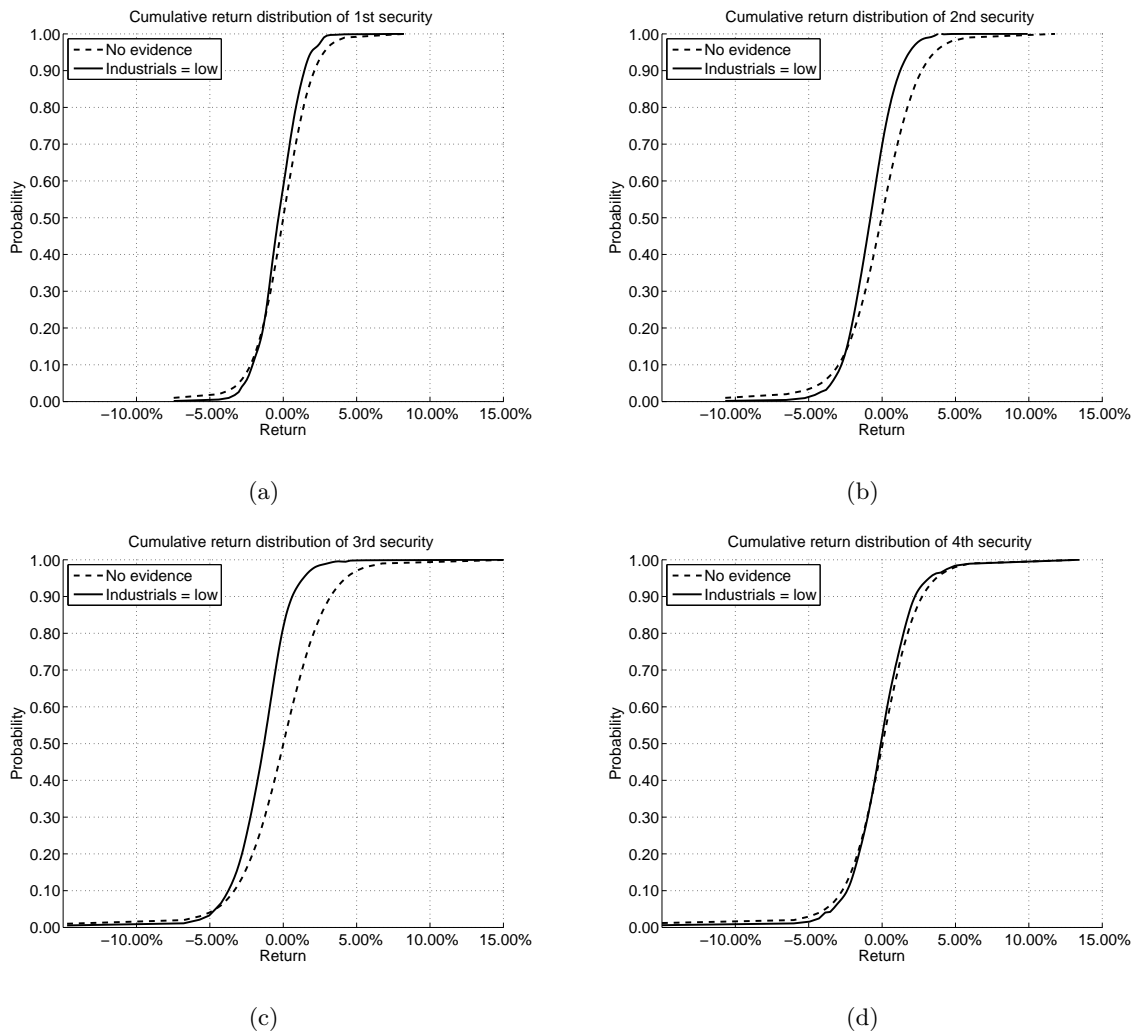 Cumulative return distribution of 1st security
1.00
0.90
0.80
0.70
0.60
0.50
0.40
0.30
0.20
0.10
0.00
Probability
No evidence
Industrials = low
−10.00% −5.00% 0.00% 5.00% 10.00% 15.00%
Return
(a)
Cumulative return distribution of 2nd security
1.00
0.90
0.80
0.70
0.60
0.50
0.40
0.30
0.20
0.10
0.00
Probability
No evidence
Industrials = low
−10.00% −5.00% 0.00% 5.00% 10.00% 15.00%
Return
(b)
Cumulative return distribution of 3rd security
1.00
0.90
0.80
0.70
0.60
0.50
0.40
0.30
0.20
0.10
0.00
Probability
No evidence
Industrials = low
−10.00% −5.00% 0.00% 5.00% 10.00% 15.00%
Return
(c)
Cumulative return distribution of 4th security
1.00
0.90
0.80
0.70
0.60
0.50
0.40
0.30
0.20
0.10
0.00
Probability
No evidence
Industrials = low
−10.00% −5.00% 0.00% 5.00% 10.00% 15.00%
Return
(d)